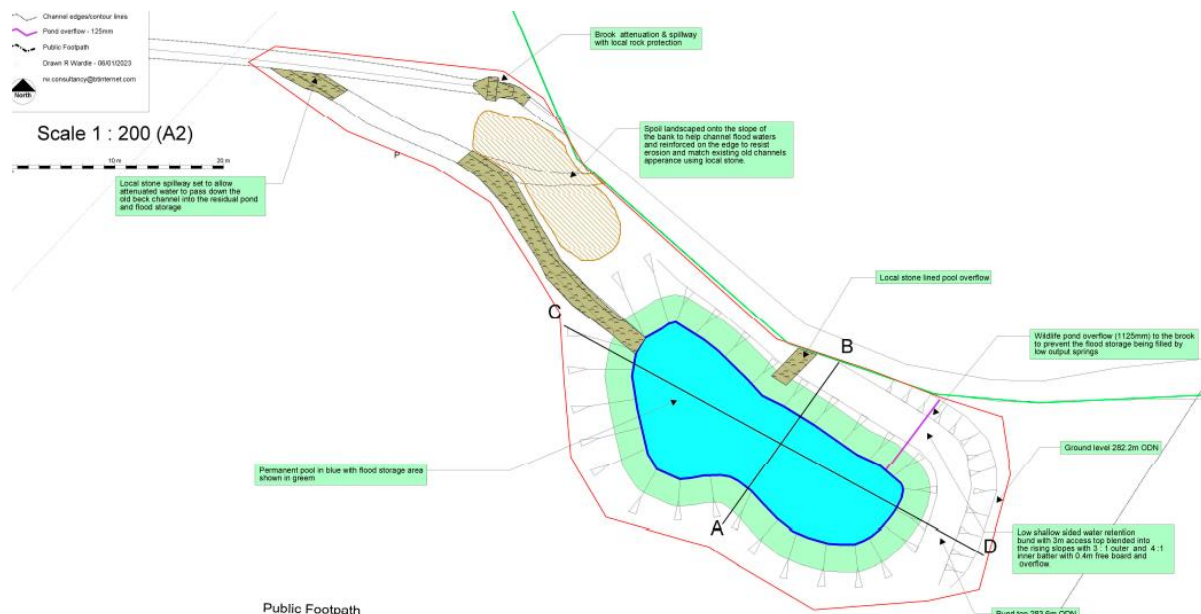 Channel edges/contour lines
Pond overflow - 125mm
Public Footpath
Drawn R Wardle - 06/01/2023
rw.consultancy@btinternet.com
North
Scale 1 : 200 (A2)
10 m
20 m
Brook attenuation & spillway
with local rock protection
Spoil landscaped onto the slope of
the bank to help channel flood waters
and reinforced on the edge to resist
erosion and match existing old channels
apperance using local stone.
P
Local stone spillway set to allow
attenuated water to pass down the
old beck channel into the residual pond
and flood storage
Local stone lined pool overflow
C
B
Wildlife pond overflow (1125mm) to the brook
to prevent the flood storage being filled by
low output springs
Ground level 282.2m ODN
Permanent pool in blue with flood storage area
shown in greem
A
D
Low shallow sided water retention
bund with 3m access top blended into
the rising slopes with 3 : 1 outer and 4 :1
inner batter with 0.4m free board and
overflow.
Bund top 283.6m ODN
Public Footpath